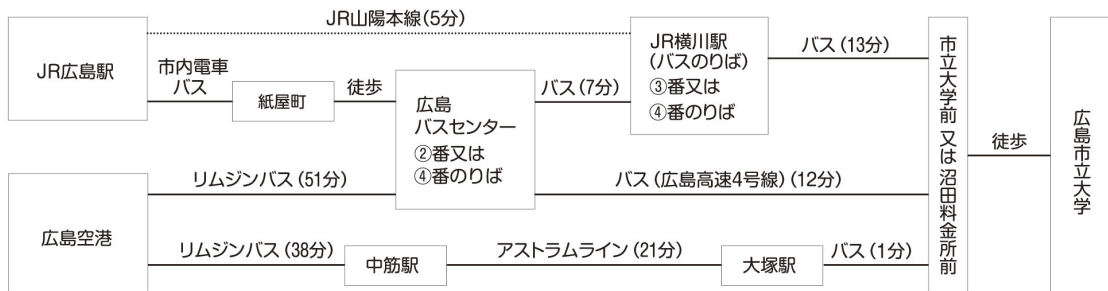 JR山陽本線(5分)
JR広島駅
市内電車
バス
紙屋町
徒歩
広島
バスセンター
②番又は
④番のりば
バス(7分)
JR横川駅
(バスのりば)
③番又は
④番のりば
バス(13分)
市立大学前 又は 沼田料金所前
徒歩
広島市立大学
広島空港
リムジンバス(51分)
バス(広島高速4号線)(12分)
リムジンバス(38分)
中筋駅
アストラムライン(21分)
大塚駅
バス(1分)